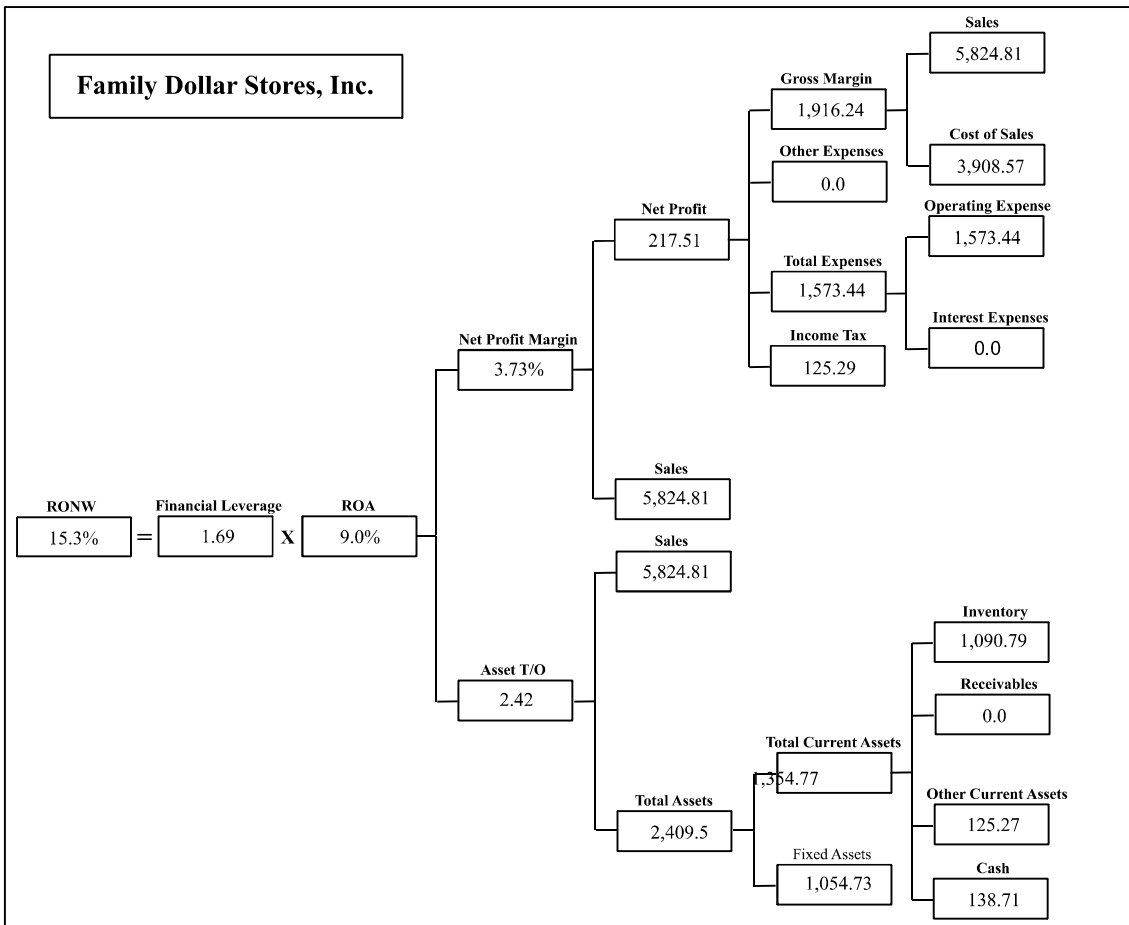 Family Dollar Stores, Inc.
Sales
5,824.81
Gross Margin
1,916.24
Cost of Sales
3,908.57
Other Expenses
0.0
Net Profit
217.51
Operating Expense
1,573.44
Total Expenses
1,573.44
Interest Expenses
0.0
Income Tax
125.29
Net Profit Margin
3.73%
Sales
5,824.81
RONW
15.3%
=
Financial Leverage
1.69
X
ROA
9.0%
Sales
5,824.81
Asset T/O
2.42
Inventory
1,090.79
Receivables
0.0
Total Current Assets
1,354.77
Total Assets
2,409.5
Other Current Assets
125.27
Fixed Assets
1,054.73
Cash
138.71